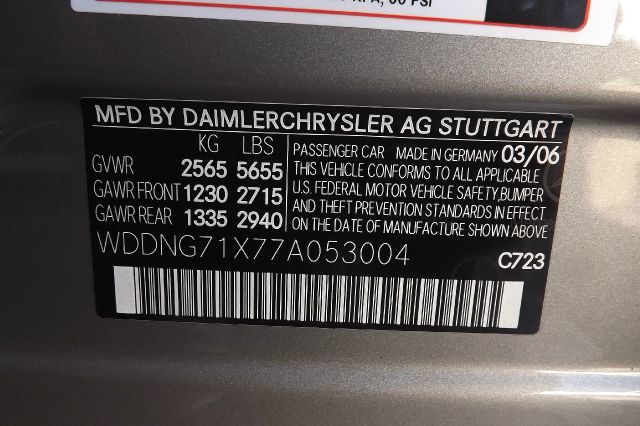 PSI
MFD BY DAIMLERCHRYSLER AG STUTTGART
KG LBS
GVWR 2565 5655
GAWR FRONT 1230 2715
GAWR REAR 1335 2940
PASSENGER CAR MADE IN GERMANY 03/06
THIS VEHICLE CONFORMS TO ALL APPLICABLE
U.S. FEDERAL MOTOR VEHICLE SAFETY, BUMPER
AND THEFT PREVENTION STANDARDS IN EFFECT
ON THE DATE OF MANUFACTURE SHOWN ABOVE.
WDDNG71X77A053004
C723